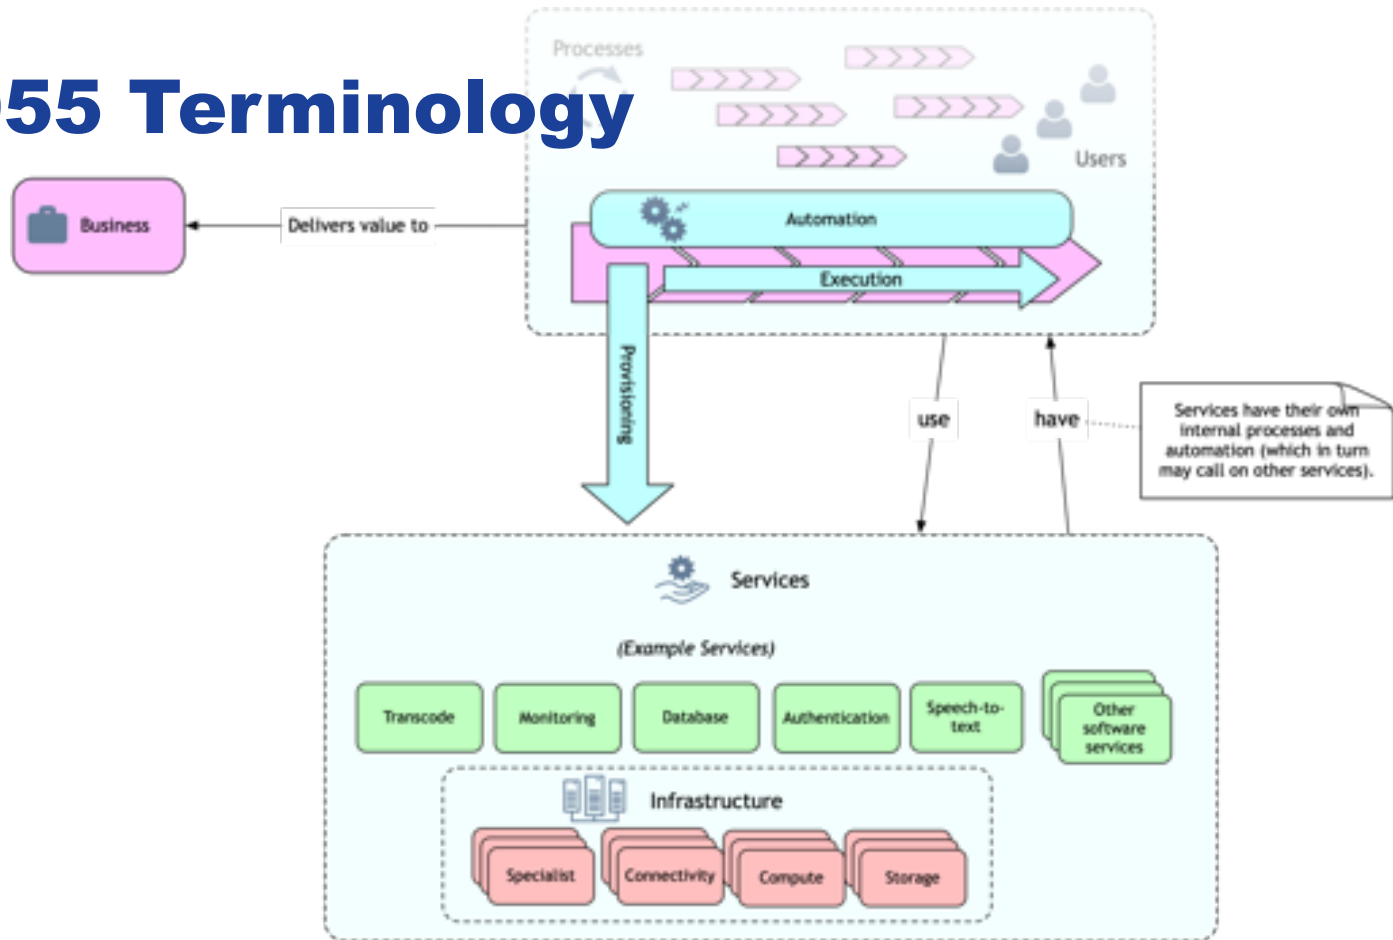 Processes
055 Terminology
Users
Business
Delivers value to
Automation
Execution
Provisioning
use
have
Services have their own
internal processes and
automation (which in turn
may call on other services).
Services
(Example Services)
Transcode
Monitoring
Database
Authentication
Speech-to-
text
Other
software
services
Infrastructure
Specialist
Connectivity
Compute
Storage